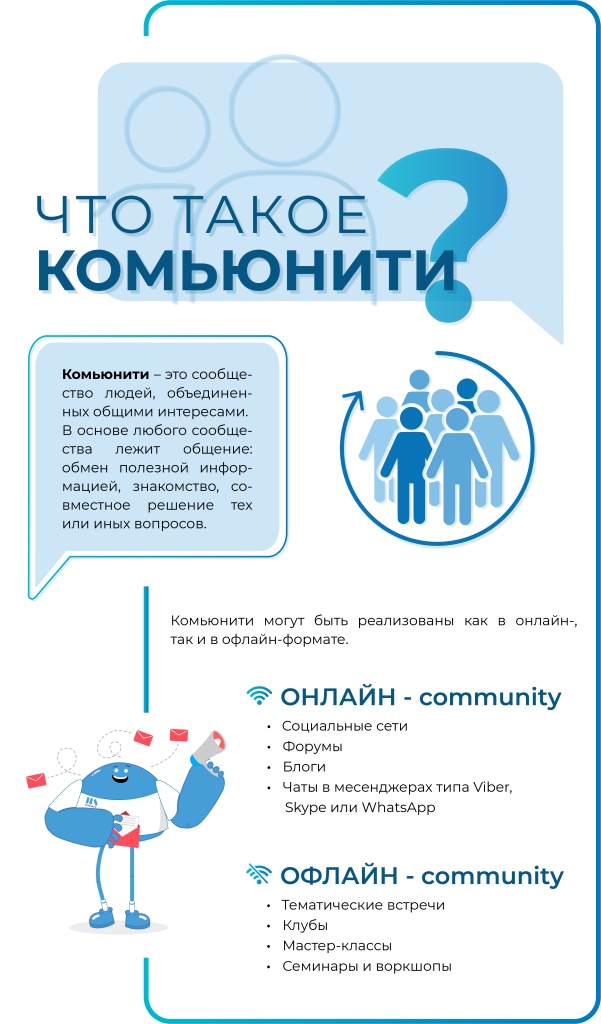 ЧТО ТАКОЕ
КОМЬЮНИТИ?
Комьюнити – это сообще-
ство людей, объединен-
ных общими интересами.
В основе любого сообще-
ства лежит общение:
обмен полезной инфор-
мацией, знакомство, со-
вместное решение тех
или иных вопросов.
Комьюнити могут быть реализованы как в онлайн-,
так и в офлайн-формате.
ОНЛАЙН - community
• Социальные сети
• Форумы
• Блоги
• Чаты в месенджерах типа Viber,
Skype или WhatsApp
ОФЛАЙН - community
• Тематические встречи
• Клубы
• Мастер-классы
• Семинары и воркшопы